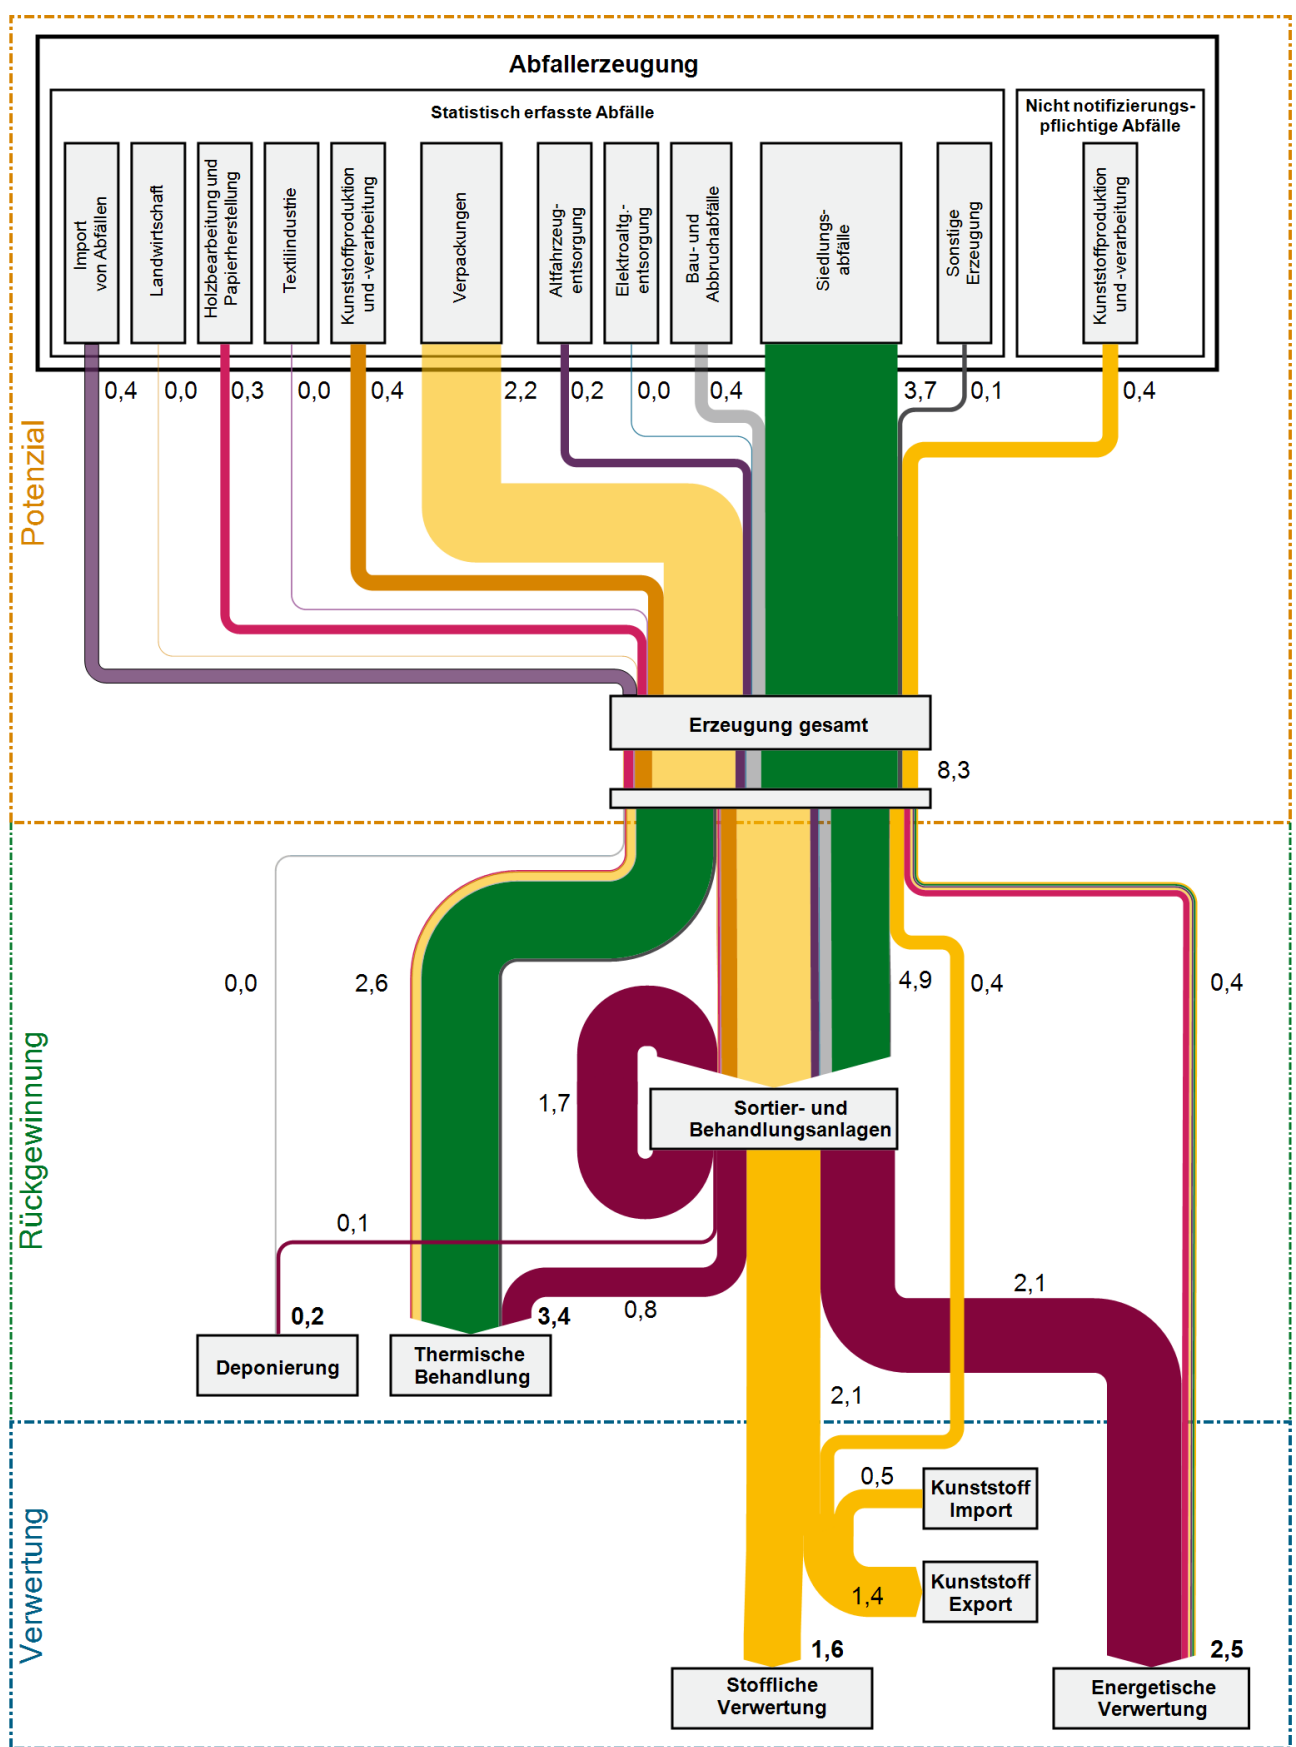 Abfallerzeugung
Statistisch erfasste Abfälle
Nicht notifizierungs-
pflichtige Abfälle
Import
von Abfällen
Landwirtschaft
Holzbearbeitung und
Papierherstellung
Textilindustrie
Kunststoffproduktion
und -verarbeitung
Verpackungen
Altfahrzeug-
entsorgung
Elektroaltg.-
entsorgung
Bau- und
Abbruchabfälle
Siedlungs-
abfälle
Sonstige
Erzeugung
Kunststoffproduktion
und -verarbeitung
0,4
0,0
0,3
0,0
0,4
2,2
0,2
0,0
0,4
3,7
0,1
0,4
Potenzial
Erzeugung gesamt
8,3
Rückgewinnung
0,0
2,6
4,9
0,4
0,4
1,7
Sortier- und
Behandlungsanlagen
0,1
2,1
0,2
3,4
0,8
Deponierung
Thermische
Behandlung
2,1
Verwertung
0,5
Kunststoff
Import
1,4
Kunststoff
Export
1,6
2,5
Stoffliche
Verwertung
Energetische
Verwertung